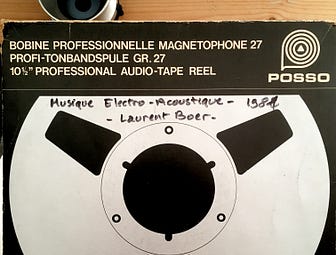 BOBINE PROFESSIONNELLE MAGNETOPHONE 27
PROFI-TONBANDSPULE GR. 27
10½" PROFESSIONAL AUDIO-TAPE REEL
POSSO
Musique Electro-Acoustique - 1984
- Laurent Boer -